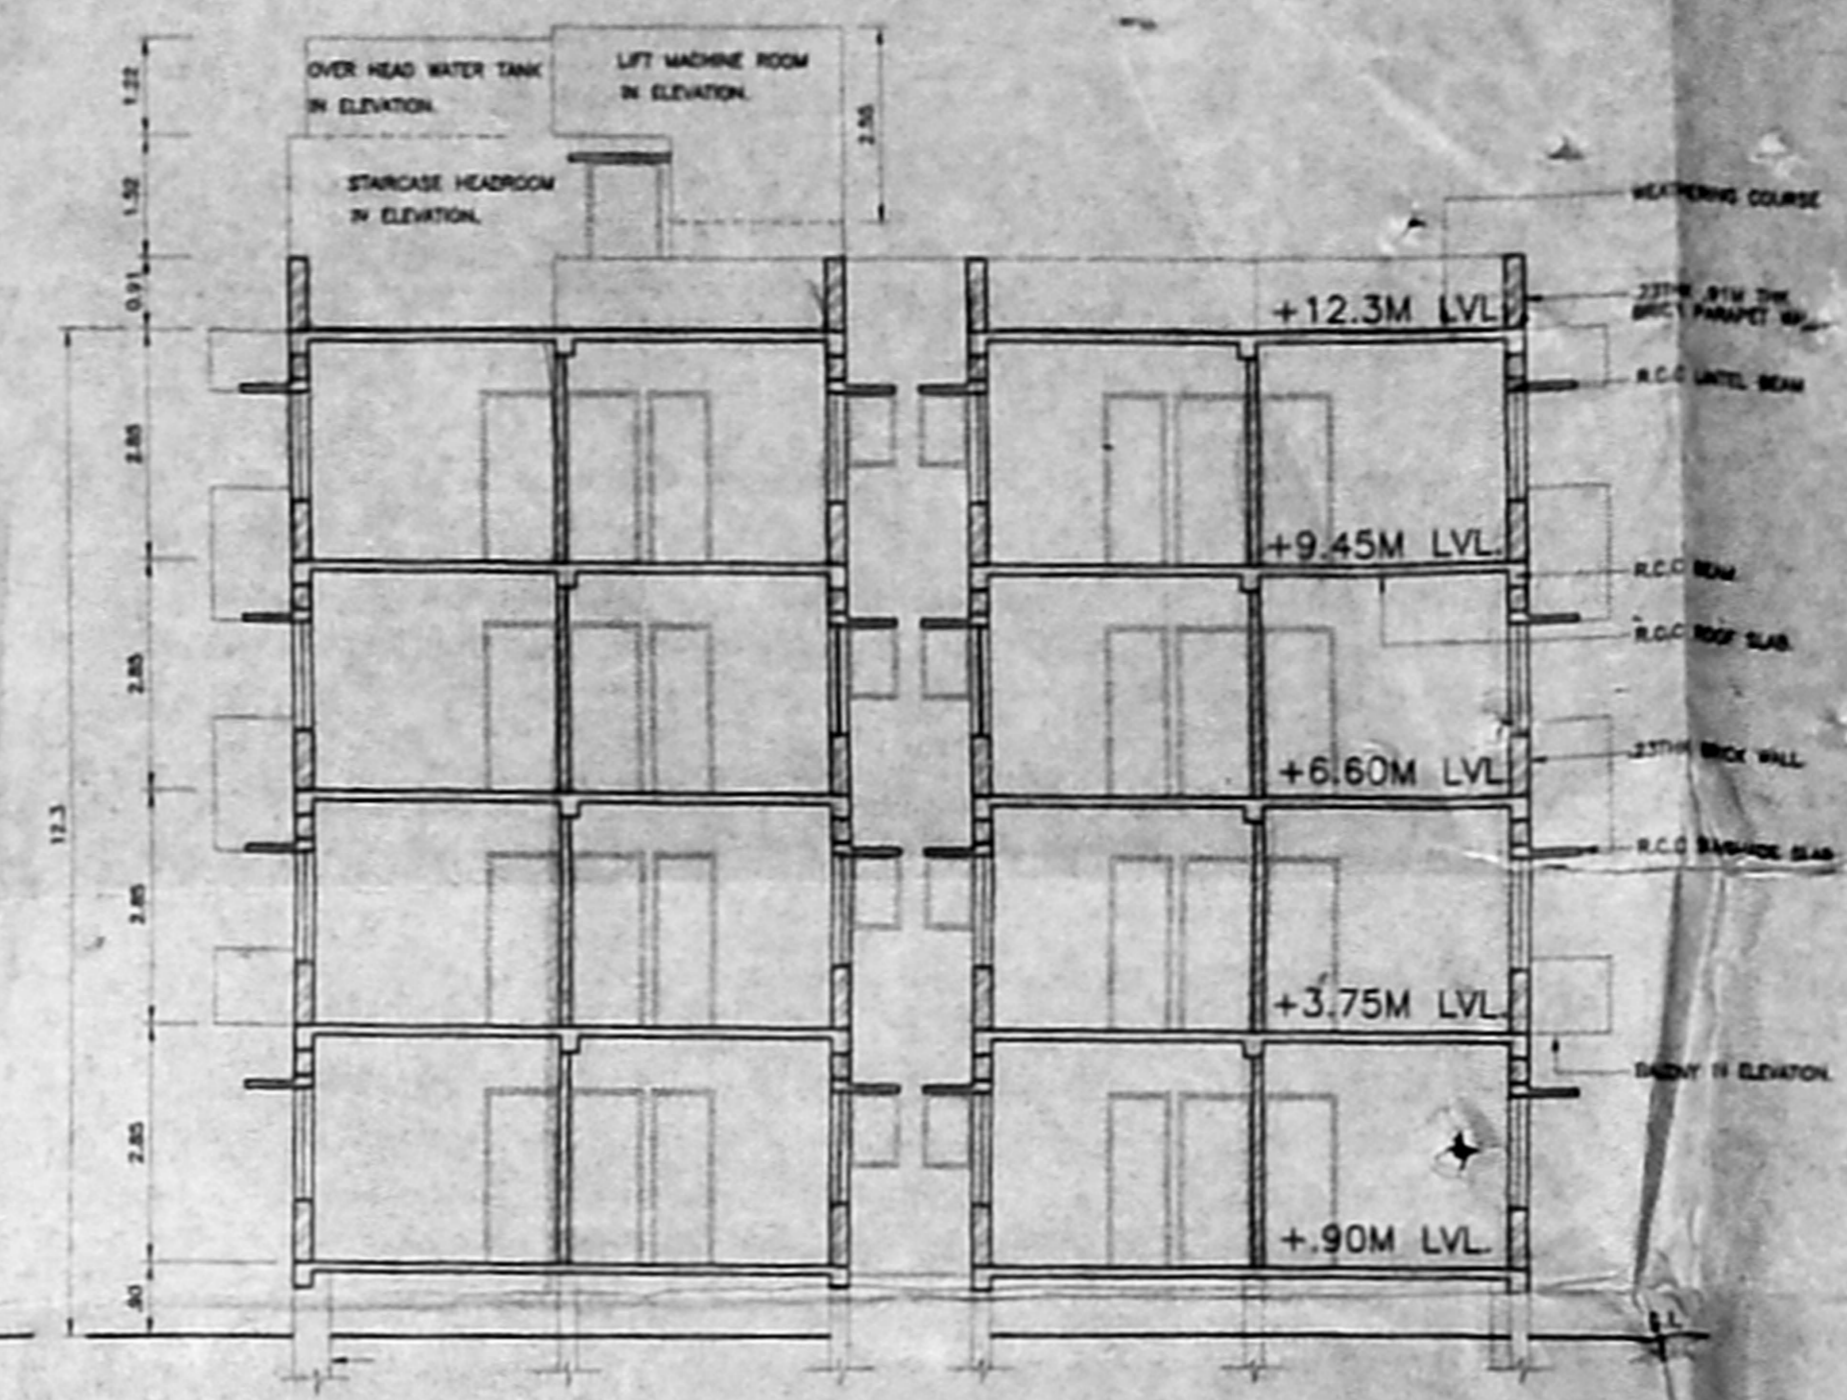 OVER HEAD WATER TANK
IN ELEVATION.
LIFT MACHINE ROOM
IN ELEVATION.
1.22
2.55
STAIRCASE HEADROOM
IN ELEVATION.
1.52
WEATHERING COURSE
0.91
+12.3M LVL
R.C.C LINTEL BEAM
2.85
+9.45M LVL.
R.C.C BEAM
R.C.C ROOF SLAB.
2.85
+6.60M LVL
BRICK WALL
12.3
R.C.C SLAB
2.85
+3.75M LVL.
IN ELEVATION.
2.85
+.90M LVL.
.90